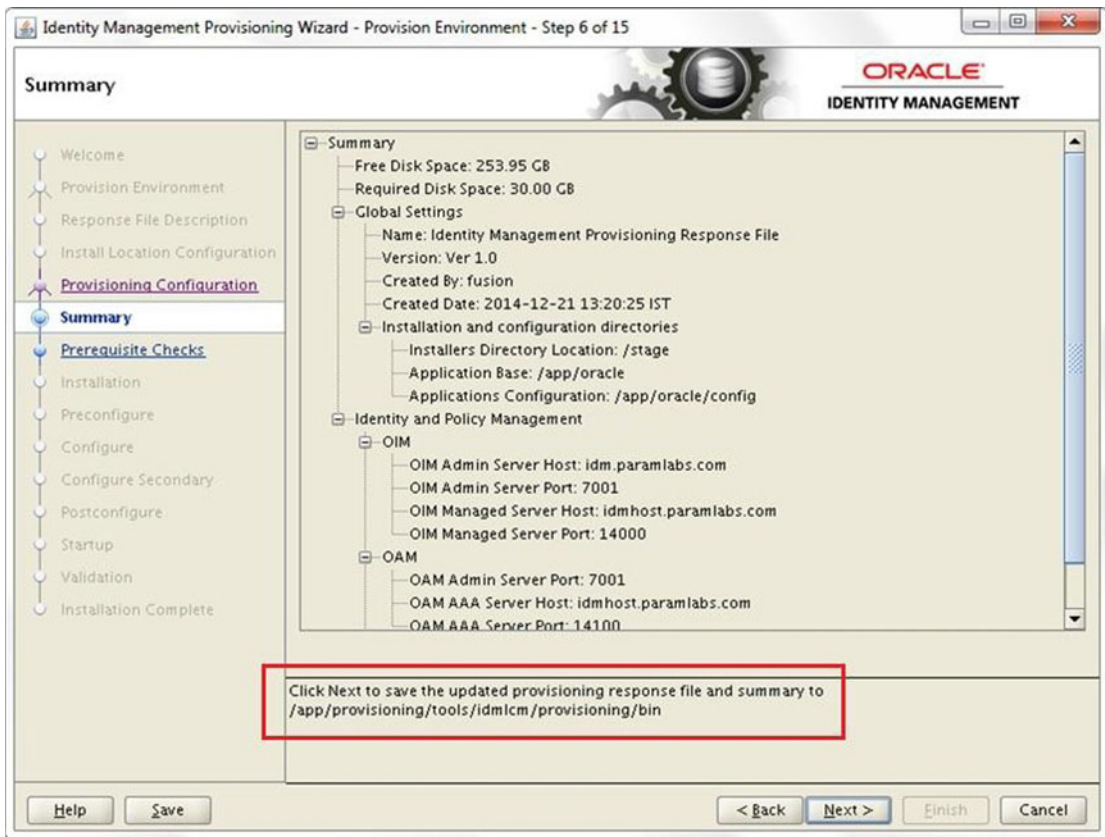 Identity Management Provisioning Wizard - Provision Environment - Step 6 of 15
Summary
ORACLE
IDENTITY MANAGEMENT
Welcome
Provision Environment
Response File Description
Install Location Configuration
Provisioning Configuration
Summary
Prerequisite Checks
Installation
Preconfigure
Configure
Configure Secondary
Postconfigure
Startup
Validation
Installation Complete
Summary
Free Disk Space: 253.95 GB
Required Disk Space: 30.00 GB
Global Settings
Name: Identity Management Provisioning Response File
Version: Ver 1.0
Created By: fusion
Created Date: 2014-12-21 13:20:25 IST
Installation and configuration directories
Installers Directory Location: /stage
Application Base: /app/oracle
Applications Configuration: /app/oracle/config
Identity and Policy Management
OIM
OIM Admin Server Host: idm.paramlabs.com
OIM Admin Server Port: 7001
OIM Managed Server Host: idmhost.paramlabs.com
OIM Managed Server Port: 14000
OAM
OAM Admin Server Port: 7001
OAM AAA Server Host: idmhost.paramlabs.com
OAM AAA Server Port: 14100
Click Next to save the updated provisioning response file and summary to
/app/provisioning/tools/idmlcm/provisioning/bin
Help Save < Back Next > Finish Cancel